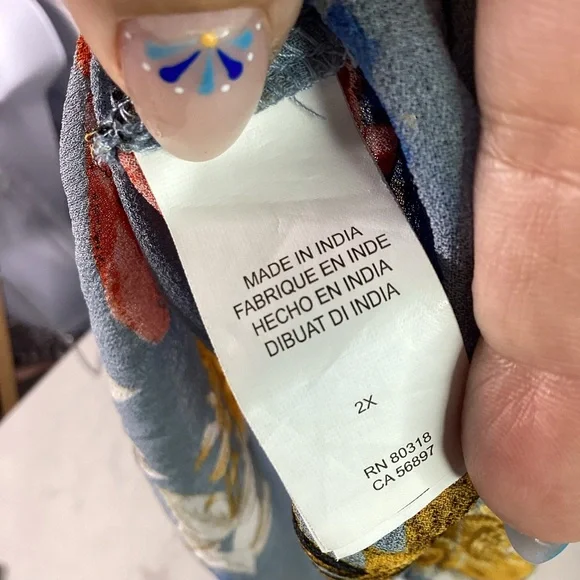 MADE IN INDIA
FABRIQUE EN INDE
HECHO EN INDIA
DIBUAT DI INDIA
2X
RN 80318
CA 56897